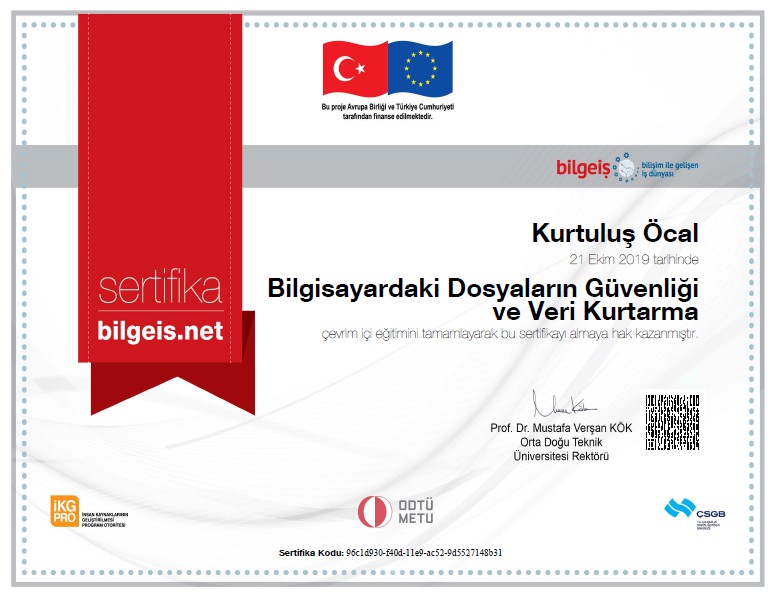 Bu proje Avrupa Birliği ve Türkiye Cumhuriyeti
tarafından finanse edilmektedir.
bilgeiş
bilişim ile gelişen
iş dünyası
Kurtuluş Öcal
21 Ekim 2019 tarihinde
Bilgisayardaki Dosyaların Güvenliği
ve Veri Kurtarma
çevrim içi eğitimini tamamlayarak bu sertifikayı almaya hak kazanmıştır.
sertifika
bilgeis.net
Prof. Dr. Mustafa Verşan KÖK
Orta Doğu Teknik
Üniversitesi Rektörü
iKG
PRO
İNSAN KAYNAKLARININ
GELİŞTİRİLMESİ
PROGRAM OTORİTESİ
ODTÜ
METU
ÇSGB
Sertifika Kodu: 96c1d930-f40d-11e9-ac52-9d5527148b31